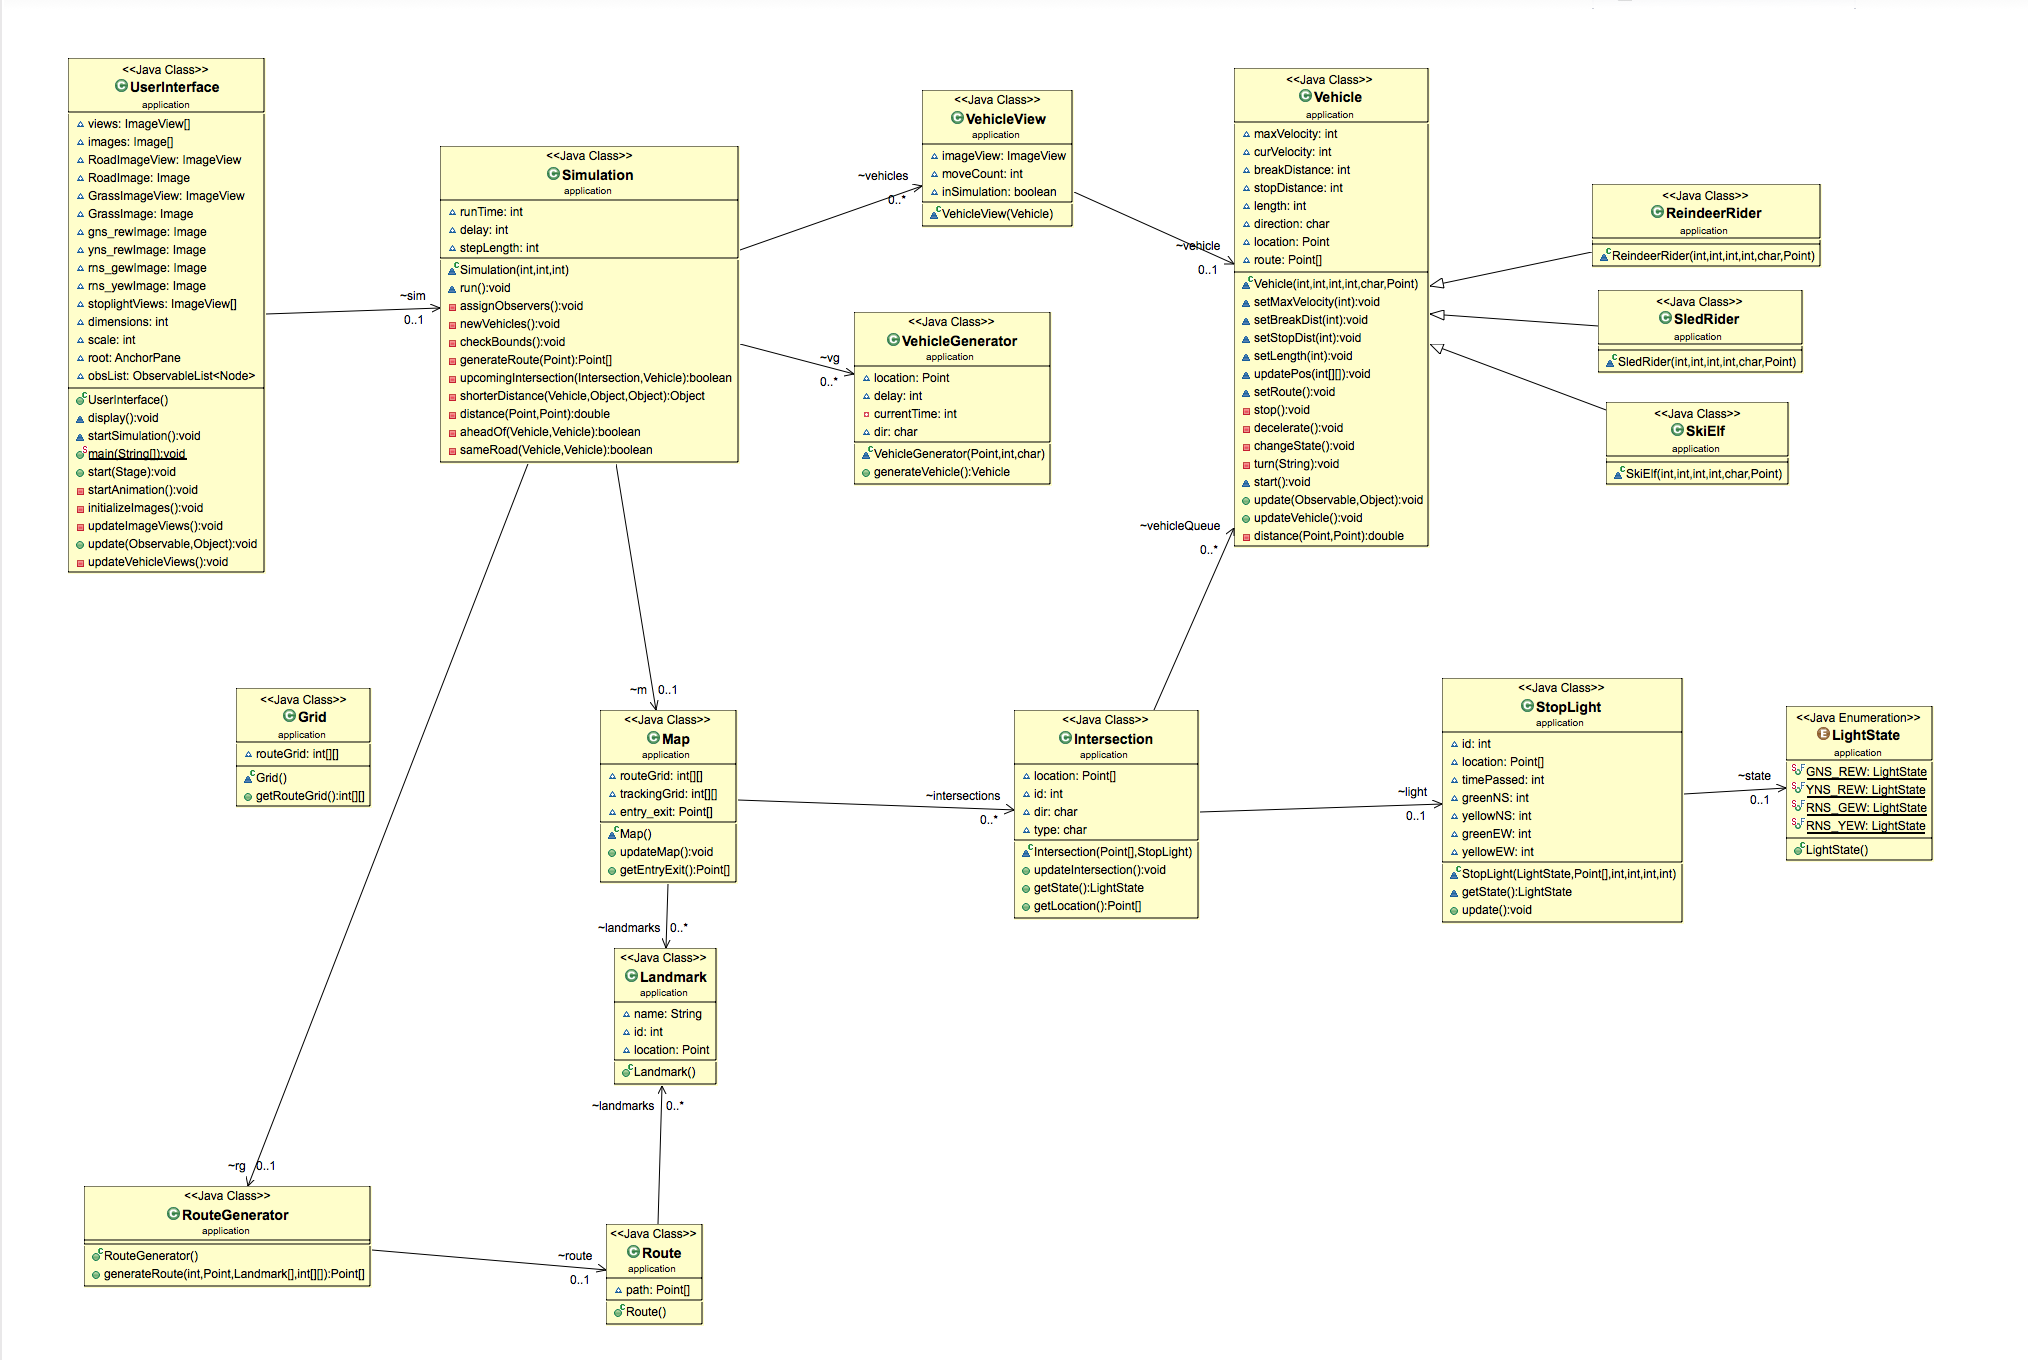 <<Java Class>>
UserInterface
application
views: ImageView[]
images: Image[]
RoadImageView: ImageView
RoadImage: Image
GrassImageView: ImageView
GrassImage: Image
gns_rewImage: Image
yns_rewImage: Image
rns_gewImage: Image
rns_yewImage: Image
stoplightViews: ImageView[]
dimensions: int
scale: int
root: AnchorPane
obsList: ObservableList<Node>
UserInterface()
display():void
startSimulation():void
main(String[]):void
start(Stage):void
startAnimation():void
initializeImages():void
updateImageViews():void
update(Observable,Object):void
updateVehicleViews():void
~sim
0..1
<<Java Class>>
Simulation
application
runTime: int
delay: int
stepLength: int
Simulation(int,int,int)
run():void
assignObservers():void
newVehicles():void
checkBounds():void
generateRoute(Point):Point[]
upcomingIntersection(Intersection,Vehicle):boolean
shorterDistance(Vehicle,Object,Object):Object
distance(Point,Point):double
aheadOf(Vehicle,Vehicle):boolean
sameRoad(Vehicle,Vehicle):boolean
~vehicles
0..*
<<Java Class>>
VehicleView
application
imageView: ImageView
moveCount: int
inSimulation: boolean
VehicleView(Vehicle)
~vehicle
0..1
~vg
0..*
<<Java Class>>
VehicleGenerator
application
location: Point
delay: int
currentTime: int
dir: char
VehicleGenerator(Point,int,char)
generateVehicle():Vehicle
<<Java Class>>
Vehicle
application
maxVelocity: int
curVelocity: int
breakDistance: int
stopDistance: int
length: int
direction: char
location: Point
route: Point[]
Vehicle(int,int,int,int,char,Point)
setMaxVelocity(int):void
setBreakDist(int):void
setStopDist(int):void
setLength(int):void
updatePos(int[][]):void
setRoute():void
stop():void
decelerate():void
changeState():void
turn(String):void
start():void
update(Observable,Object):void
updateVehicle():void
distance(Point,Point):double
<<Java Class>>
ReindeerRider
application
ReindeerRider(int,int,int,int,char,Point)
<<Java Class>>
SledRider
application
SledRider(int,int,int,int,char,Point)
<<Java Class>>
SkiElf
application
SkiElf(int,int,int,int,char,Point)
~vehicleQueue
0..*
<<Java Class>>
Grid
application
routeGrid: int[][]
Grid()
getRouteGrid():int[][]
~m 0..1
<<Java Class>>
Map
application
routeGrid: int[][]
trackingGrid: int[][]
entry_exit: Point[]
Map()
updateMap():void
getEntryExit():Point[]
~intersections
0..*
<<Java Class>>
Intersection
application
location: Point[]
id: int
dir: char
type: char
Intersection(Point[],StopLight)
updateIntersection():void
getState():LightState
getLocation():Point[]
~light
0..1
<<Java Class>>
StopLight
application
id: int
location: Point[]
timePassed: int
greenNS: int
yellowNS: int
greenEW: int
yellowEW: int
StopLight(LightState,Point[],int,int,int,int)
getState():LightState
update():void
~state
0..1
<<Java Enumeration>>
LightState
application
GNS_REW: LightState
YNS_REW: LightState
RNS_GEW: LightState
RNS_YEW: LightState
LightState()
~landmarks 0..*
<<Java Class>>
Landmark
application
name: String
id: int
location: Point
Landmark()
~landmarks 0..*
~rg 0..1
<<Java Class>>
RouteGenerator
application
RouteGenerator()
generateRoute(int,Point,Landmark[],int[][]):Point[]
~route
0..1
<<Java Class>>
Route
application
path: Point[]
Route()